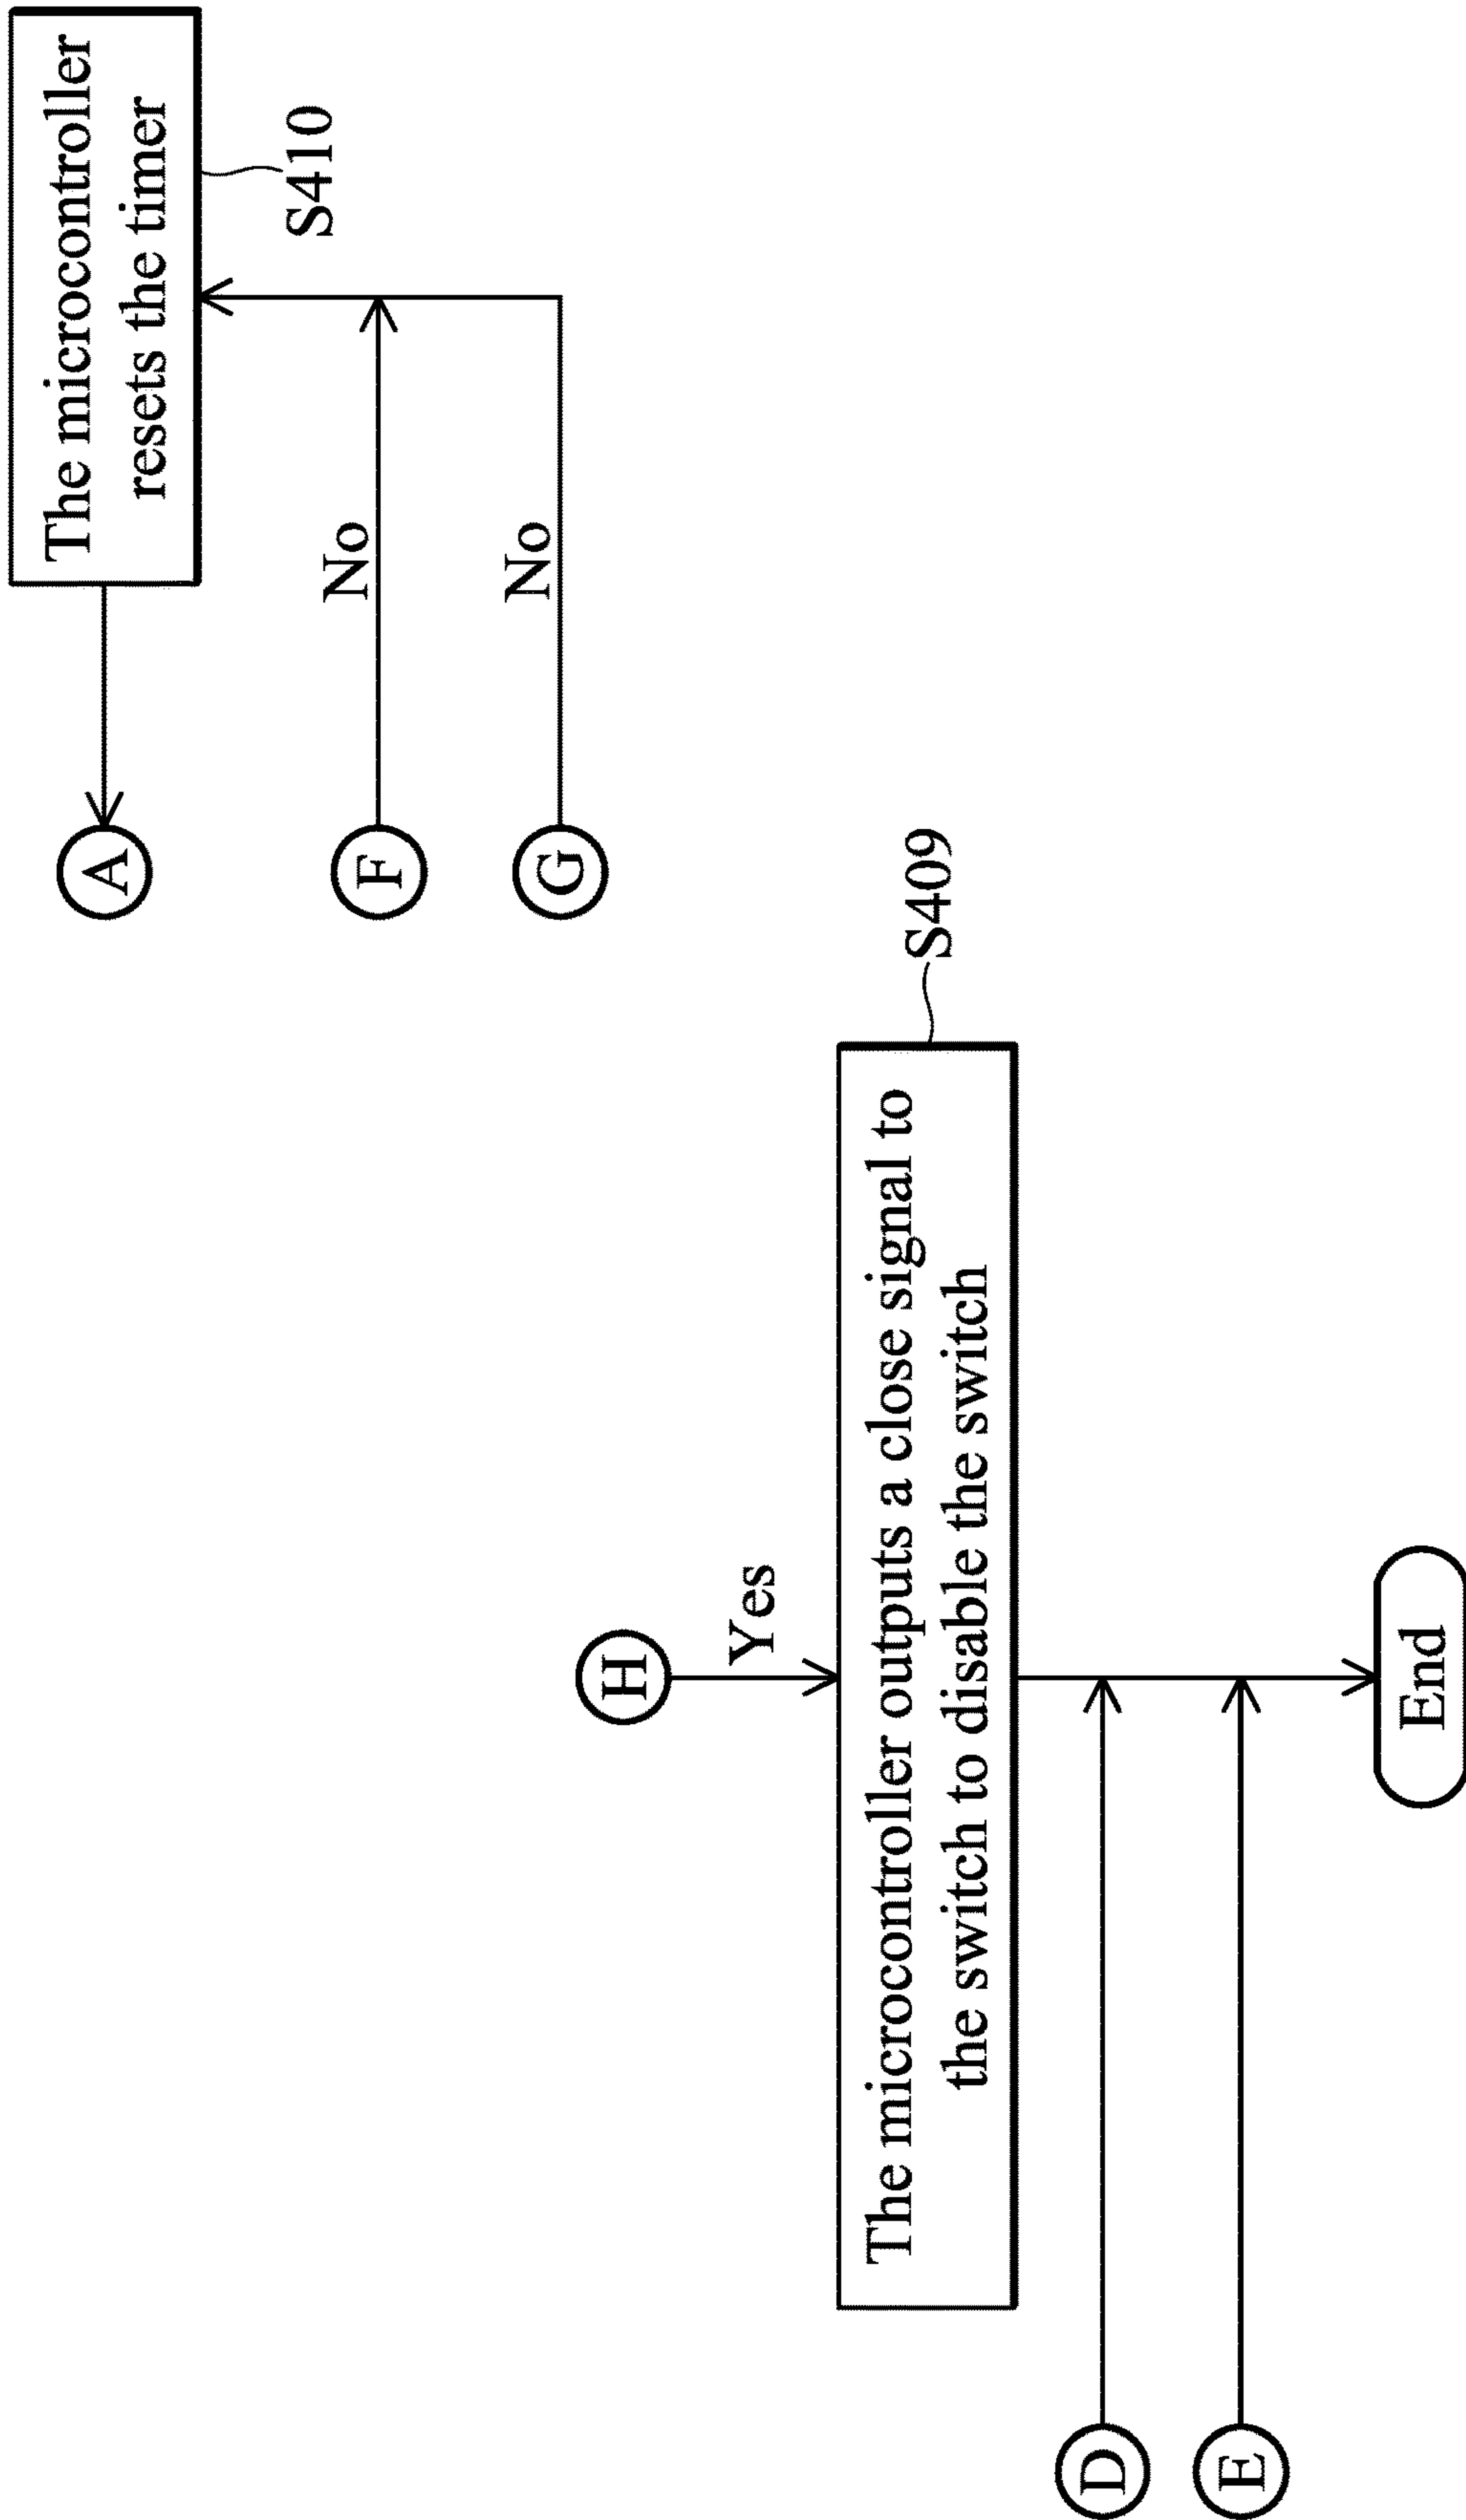 The microcontroller
resets the timer
S410
A
No
F
No
G
H
Yes
S409
The microcontroller outputs a close signal to
the switch to disable the switch
D
E
End